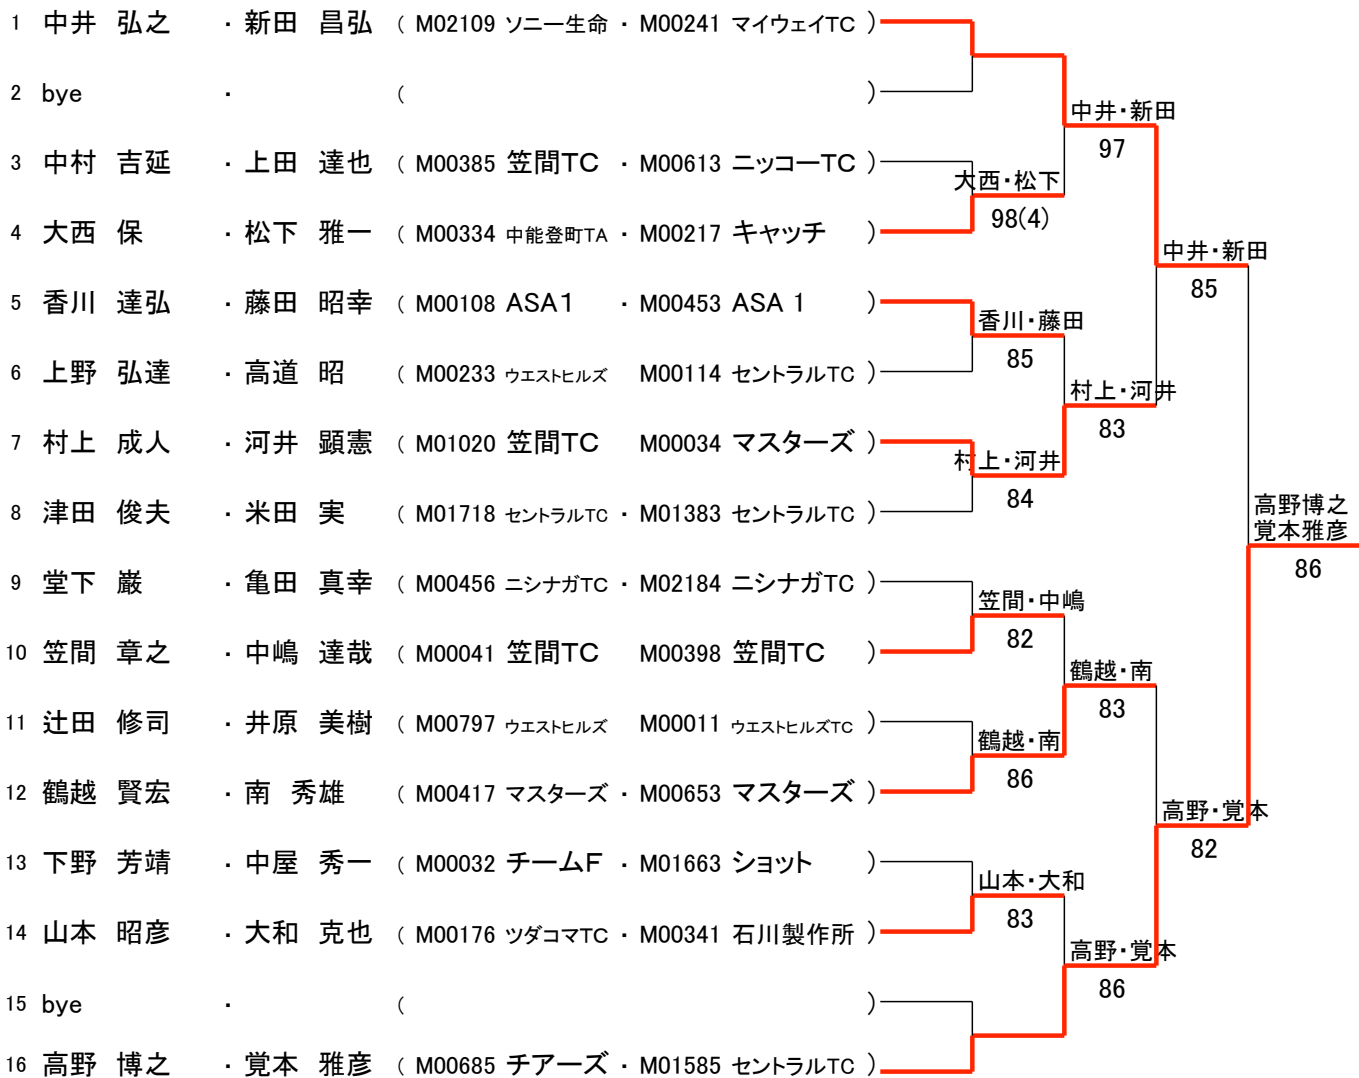 1 中井 弘之 ・ 新田 昌弘 ( M02109 ソニー生命 ・ M00241 マイウェイTC )
2 bye ・ ( )
中井・新田
97
3 中村 吉延 ・ 上田 達也 ( M00385 笠間TC ・ M00613 ニッコーTC )
大西・松下
98(4)
4 大西 保 ・ 松下 雅一 ( M00334 中能登町TA ・ M00217 キャッチ )
中井・新田
85
5 香川 達弘 ・ 藤田 昭幸 ( M00108 ASA1 ・ M00453 ASA 1 )
香川・藤田
85
6 上野 弘達 ・ 高道 昭 ( M00233 ウエストヒルズ M00114 セントラルTC )
村上・河井
83
7 村上 成人 ・ 河井 顕憲 ( M01020 笠間TC M00034 マスターズ )
村上・河井
84
8 津田 俊夫 ・ 米田 実 ( M01718 セントラルTC ・ M01383 セントラルTC )
高野博之
覚本雅彦
86
9 堂下 巌 ・ 亀田 真幸 ( M00456 ニシナガTC ・ M02184 ニシナガTC )
笠間・中嶋
82
10 笠間 章之 ・ 中嶋 達哉 ( M00041 笠間TC M00398 笠間TC )
鶴越・南
83
11 辻田 修司 ・ 井原 美樹 ( M00797 ウエストヒルズ M00011 ウエストヒルズTC )
鶴越・南
86
12 鶴越 賢宏 ・ 南 秀雄 ( M00417 マスターズ ・ M00653 マスターズ )
高野・覚本
82
13 下野 芳靖 ・ 中屋 秀一 ( M00032 チームF ・ M01663 ショット )
山本・大和
83
14 山本 昭彦 ・ 大和 克也 ( M00176 ツダコマTC ・ M00341 石川製作所 )
高野・覚本
86
15 bye ・ ( )
16 高野 博之 ・ 覚本 雅彦 ( M00685 チアーズ ・ M01585 セントラルTC )